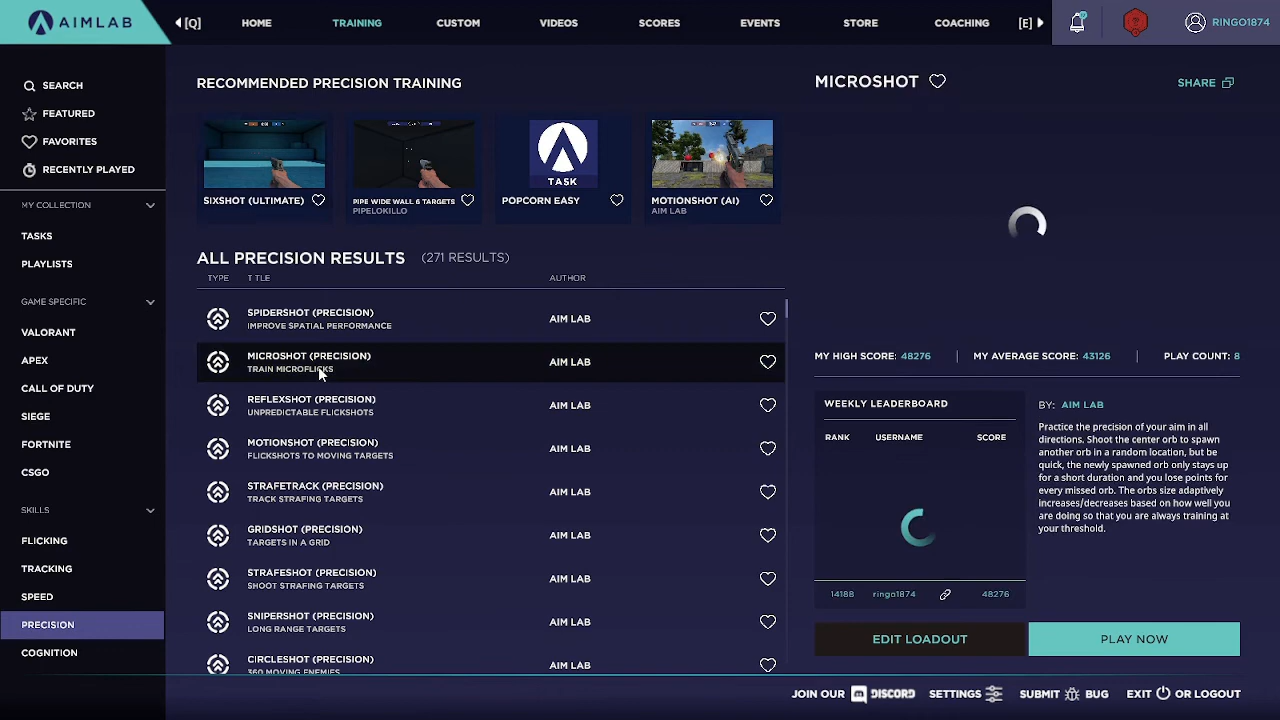 AIMLAB
[Q]
HOME
TRAINING
CUSTOM
VIDEOS
SCORES
EVENTS
STORE
COACHING
[E]
RINGO1874
SEARCH
FEATURED
FAVORITES
RECENTLY PLAYED
MY COLLECTION
TASKS
PLAYLISTS
GAME SPECIFIC
VALORANT
APEX
CALL OF DUTY
SIEGE
FORTNITE
CSGO
SKILLS
FLICKING
TRACKING
SPEED
PRECISION
COGNITION
RECOMMENDED PRECISION TRAINING
SIXSHOT (ULTIMATE)
PIPE WIDE WALL 6 TARGETS
PIPELOKILLO
TASK
POPCORN EASY
MOTIONSHOT (AI)
AIM LAB
ALL PRECISION RESULTS (271 RESULTS)
TYPE TITLE AUTHOR
SPIDERSHOT (PRECISION)
IMPROVE SPATIAL PERFORMANCE
AIM LAB
MICROSHOT (PRECISION)
TRAIN MICROFLICKS
AIM LAB
REFLEXSHOT (PRECISION)
UNPREDICTABLE FLICKSHOTS
AIM LAB
MOTIONSHOT (PRECISION)
FLICKSHOTS TO MOVING TARGETS
AIM LAB
STRAFETRACK (PRECISION)
TRACK STRAFING TARGETS
AIM LAB
GRIDSHOT (PRECISION)
TARGETS IN A GRID
AIM LAB
STRAFESHOT (PRECISION)
SHOOT STRAFING TARGETS
AIM LAB
SNIPERSHOT (PRECISION)
LONG RANGE TARGETS
AIM LAB
CIRCLESHOT (PRECISION)
360 MOVING ENEMIES
AIM LAB
MICROSHOT
SHARE
MY HIGH SCORE: 48276
MY AVERAGE SCORE: 43126
PLAY COUNT: 8
WEEKLY LEADERBOARD
RANK USERNAME SCORE
14188 ringo1874 48276
BY: AIM LAB
Practice the precision of your aim in all
directions. Shoot the center orb to spawn
another orb in a random location, but be
quick, the newly spawned orb only stays up
for a short duration and you lose points for
every missed orb. The orbs size adaptively
increases/decreases based on how well you
are doing so that you are always training at
your threshold.
EDIT LOADOUT
PLAY NOW
JOIN OUR DISCORD
SETTINGS
SUBMIT BUG
EXIT OR LOGOUT